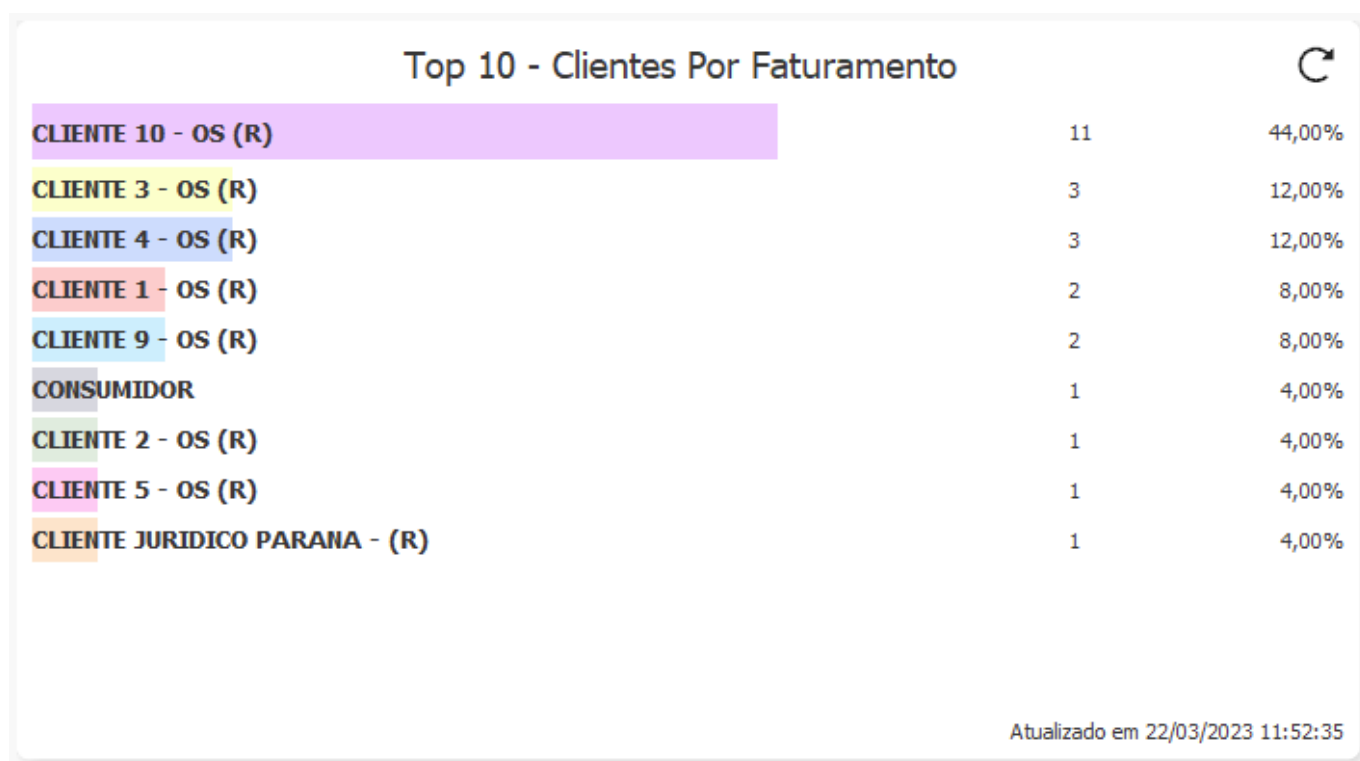 Top 10 - Clientes Por Faturamento
CLIENTE 10 - OS (R) 11 44,00%
CLIENTE 3 - OS (R) 3 12,00%
CLIENTE 4 - OS (R) 3 12,00%
CLIENTE 1 - OS (R) 2 8,00%
CLIENTE 9 - OS (R) 2 8,00%
CONSUMIDOR 1 4,00%
CLIENTE 2 - OS (R) 1 4,00%
CLIENTE 5 - OS (R) 1 4,00%
CLIENTE JURIDICO PARANA - (R) 1 4,00%
Atualizado em 22/03/2023 11:52:35